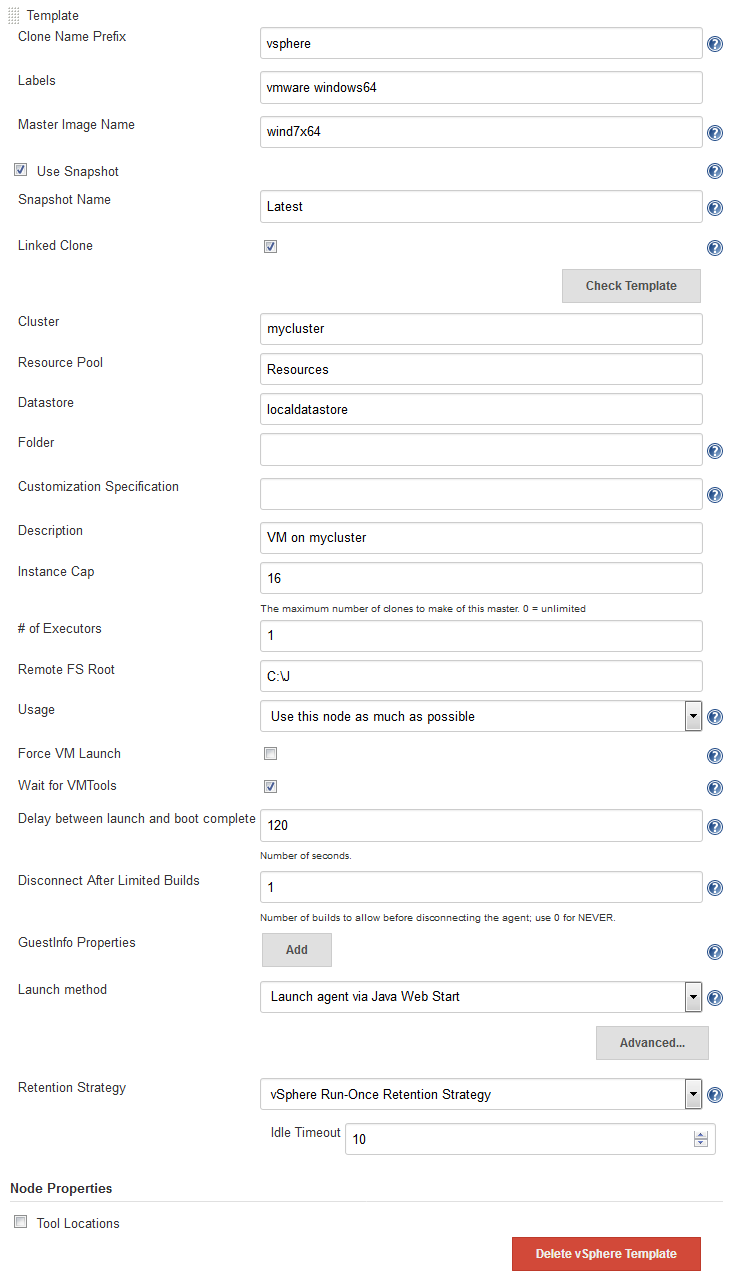 Template
Clone Name Prefix
vsphere
Labels
vmware windows64
Master Image Name
wind7x64
Use Snapshot
Snapshot Name
Latest
Linked Clone
Check Template
Cluster
mycluster
Resource Pool
Resources
Datastore
localdatastore
Folder
Customization Specification
Description
VM on mycluster
Instance Cap
16
The maximum number of clones to make of this master. 0 = unlimited
# of Executors
1
Remote FS Root
C:\J
Usage
Use this node as much as possible
Force VM Launch
Wait for VMTools
Delay between launch and boot complete
120
Number of seconds.
Disconnect After Limited Builds
1
Number of builds to allow before disconnecting the agent; use 0 for NEVER.
GuestInfo Properties
Add
Launch method
Launch agent via Java Web Start
Advanced...
Retention Strategy
vSphere Run-Once Retention Strategy
Idle Timeout
10
Node Properties
Tool Locations
Delete vSphere Template